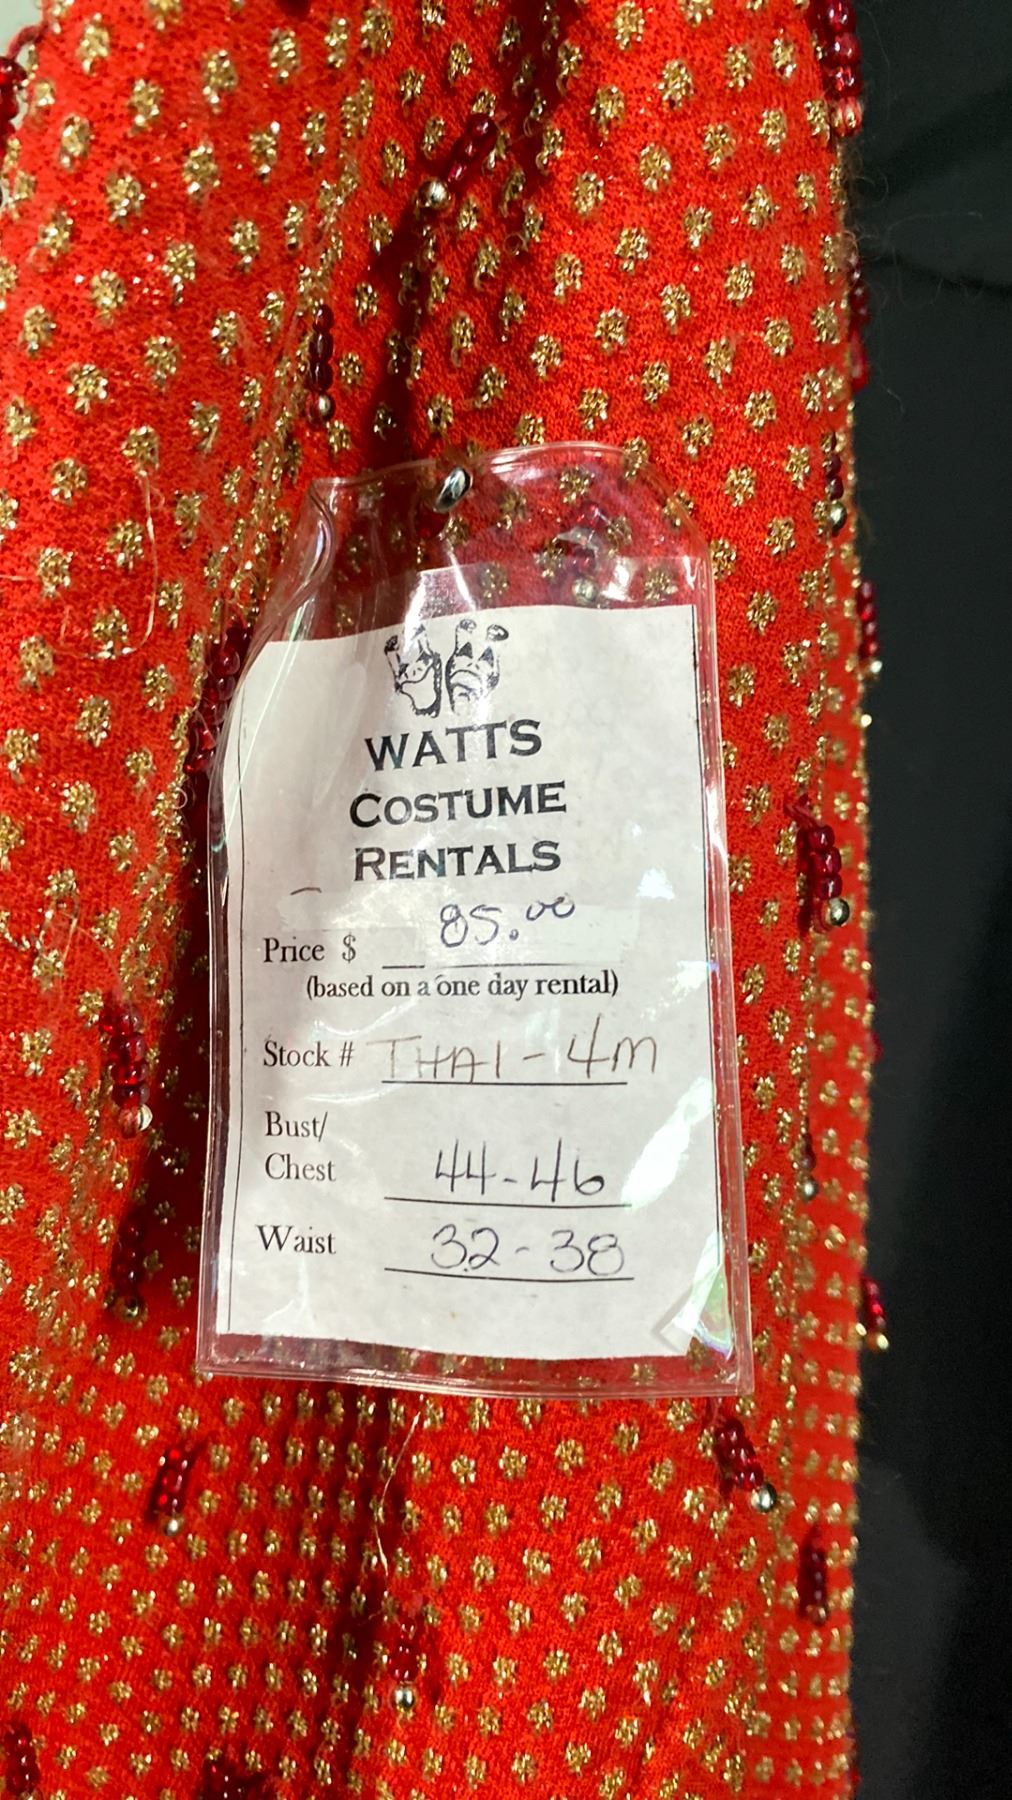 WATTS
COSTUME
RENTALS
Price $ 85.00
(based on a one day rental)
Stock # THAI-4M
Bust/
Chest 44-46
Waist 32-38